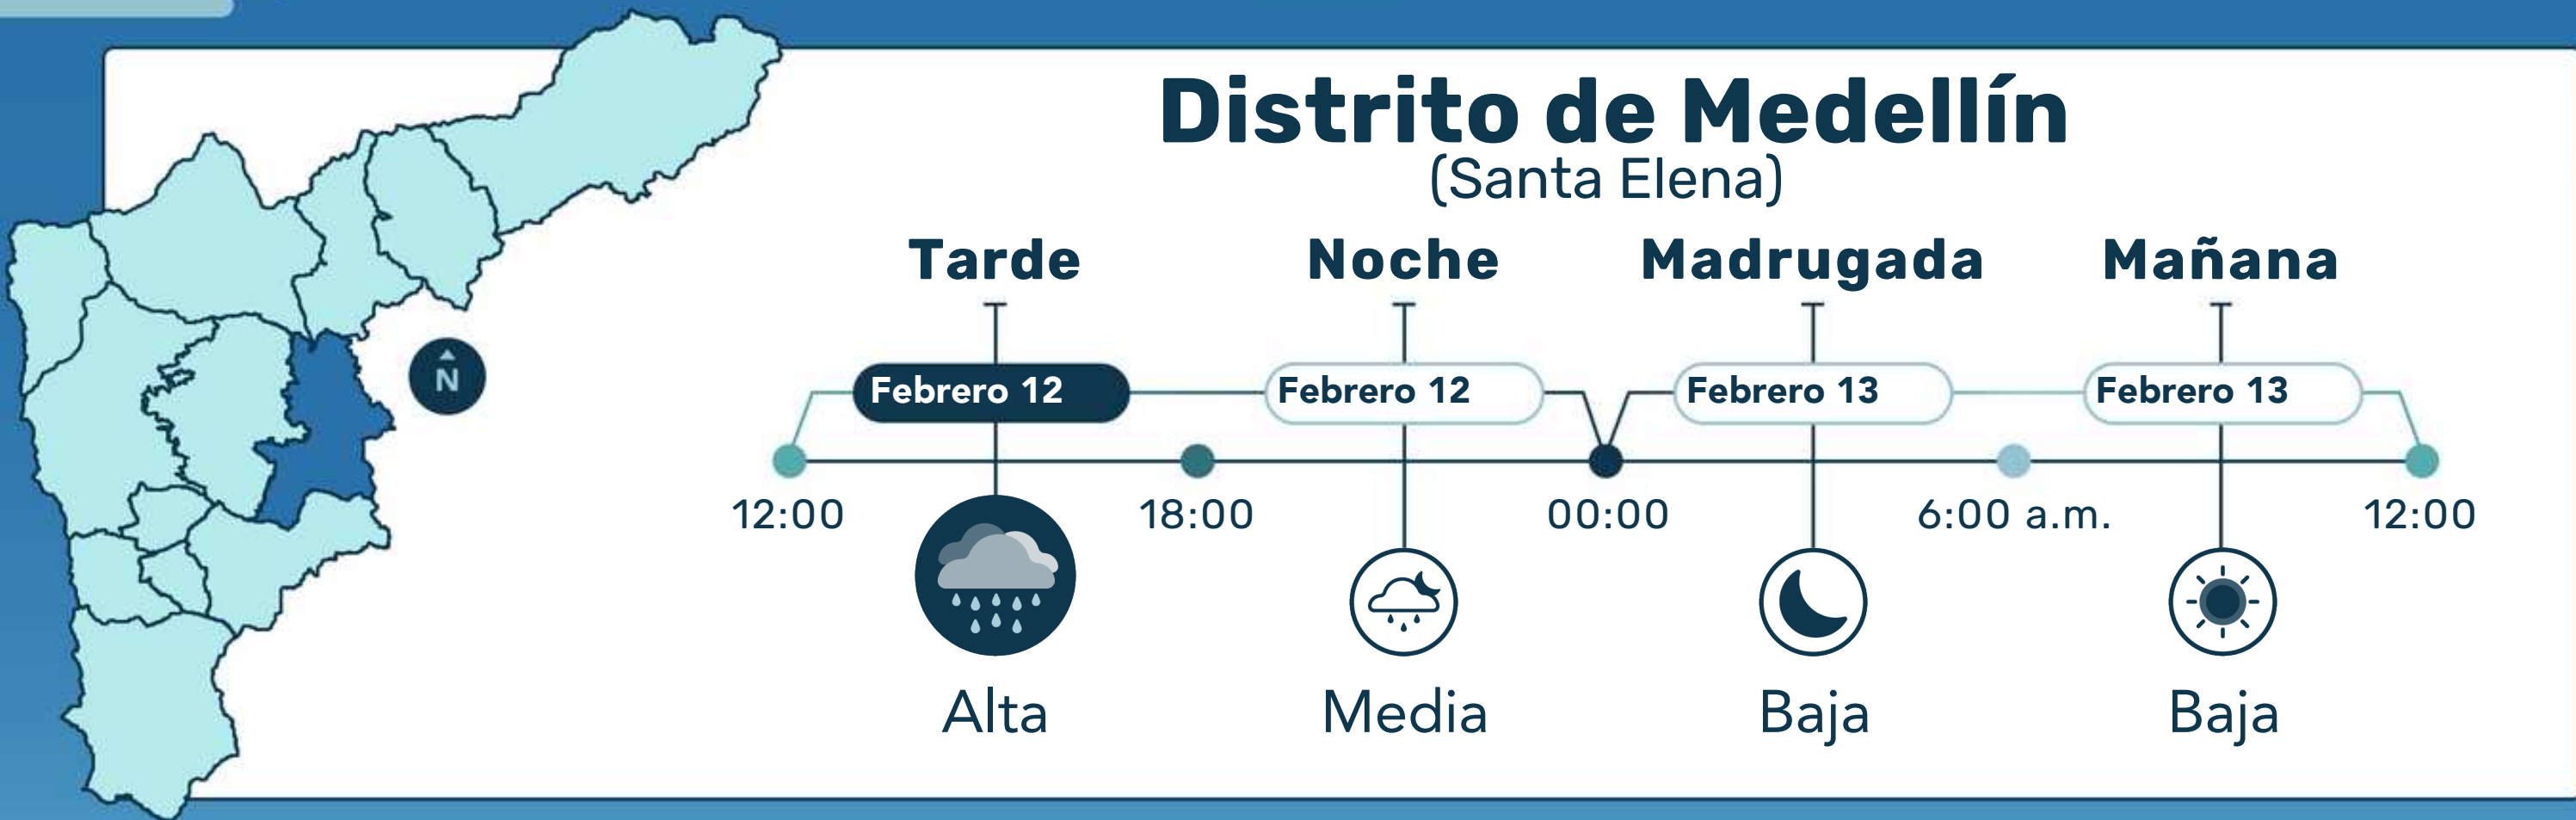 Distrito de Medellín
(Santa Elena)
Tarde Noche Madrugada Mañana
N
Febrero 12 Febrero 12 Febrero 13 Febrero 13
12:00 18:00 00:00 6:00 a.m. 12:00
Alta Media Baja Baja